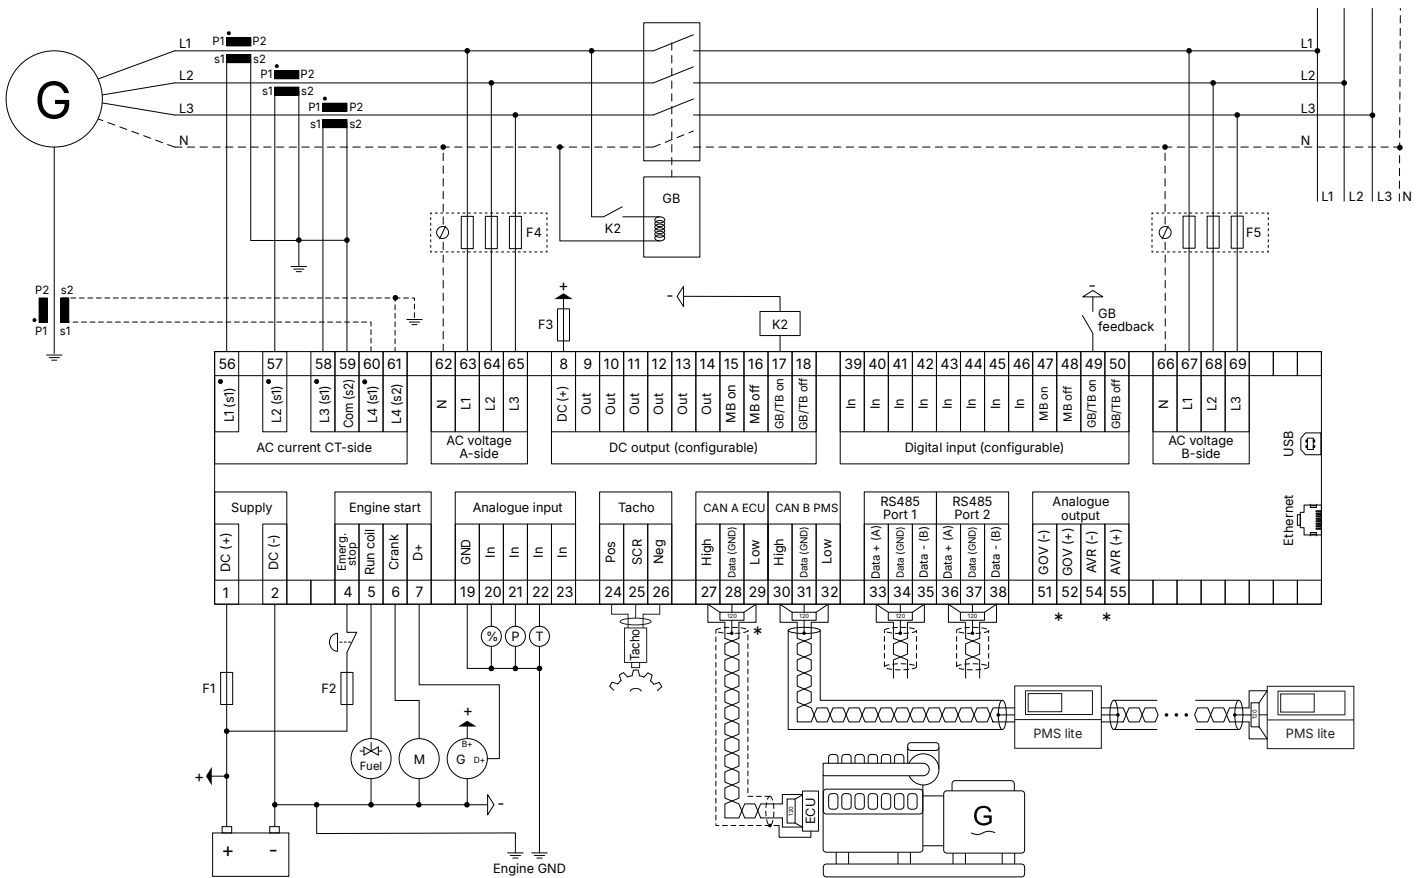 L1 P1 P2 L1
s1 s2
L2 P1 P2 L2
s1 s2
L3 P1 P2 L3
s1 s2
N N
G
L1 L2 L3 N
GB
K2
F4 F5
P2 s2
P1 s1
+ - -
F3 K2 GB
feedback
56 57 58 59 60 61 62 63 64 65 8 9 10 11 12 13 14 15 16 17 18 39 40 41 42 43 44 45 46 47 48 49 50 66 67 68 69
L1 (s1) L2 (s1) L3 (s1) Com (s2) L4 (s1) L4 (s2) N L1 L2 L3 DC (+) Out Out Out Out Out Out MB on MB off GB/TB on GB/TB off In In In In In In In In MB on MB off GB/TB on GB/TB off N L1 L2 L3
AC current CT-side AC voltage
A-side DC output (configurable) Digital input (configurable) AC voltage
B-side
USB
Ethernet
Supply Engine start Analogue input Tacho CAN A ECU CAN B PMS RS485
Port 1 RS485
Port 2 Analogue
output
DC (+) DC (-) Emerg.
stop Run coil Crank D+ GND In In In In Pos SCR Neg High Data (GND) Low High Data (GND) Low Data + (A) Data (GND) Data - (B) Data + (A) Data (GND) Data - (B) GOV (-) GOV (+) AVR (-) AVR (+)
1 2 4 5 6 7 19 20 21 22 23 24 25 26 27 28 29 30 31 32 33 34 35 36 37 38 51 52 54 55
120 120 120 120
* * *
% P T
Tacho
F1 F2
+
B+
Fuel M G D+
+ -
+ -
Engine GND
120
ECU
G
PMS lite
120
PMS lite